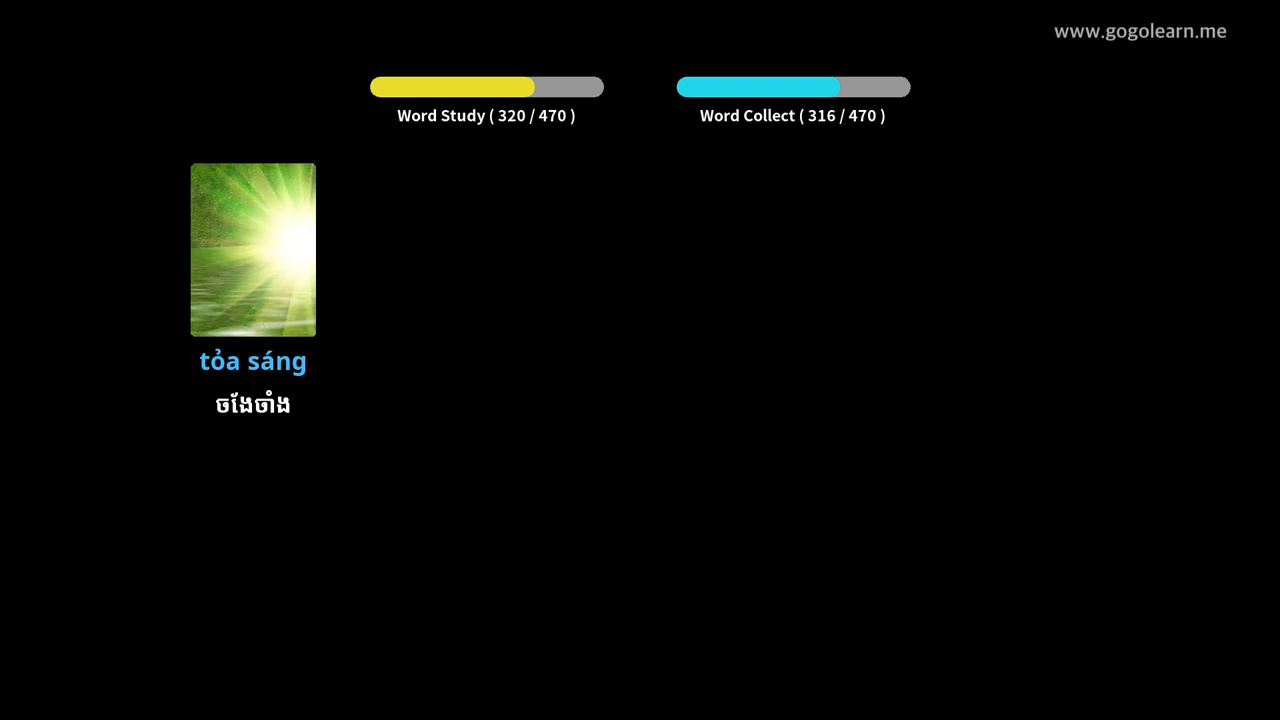 www.gogolearn.me
Word Study ( 320 / 470 )
Word Collect ( 316 / 470 )
tỏa sáng
ចងែចាំង